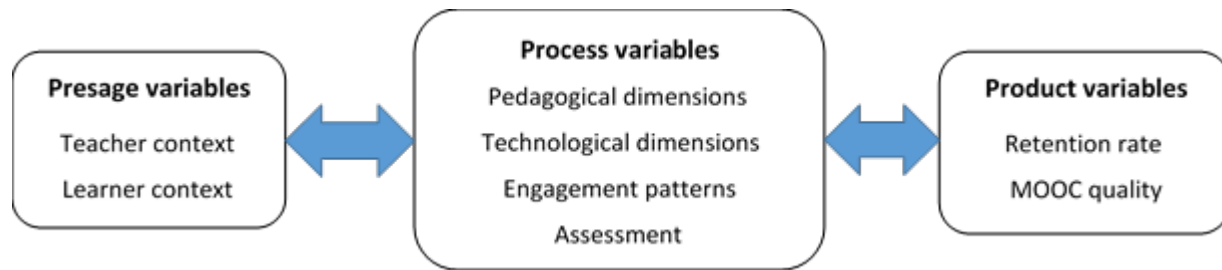 Presage variables
Teacher context
Learner context
Process variables
Pedagogical dimensions
Technological dimensions
Engagement patterns
Assessment
Product variables
Retention rate
MOOC quality